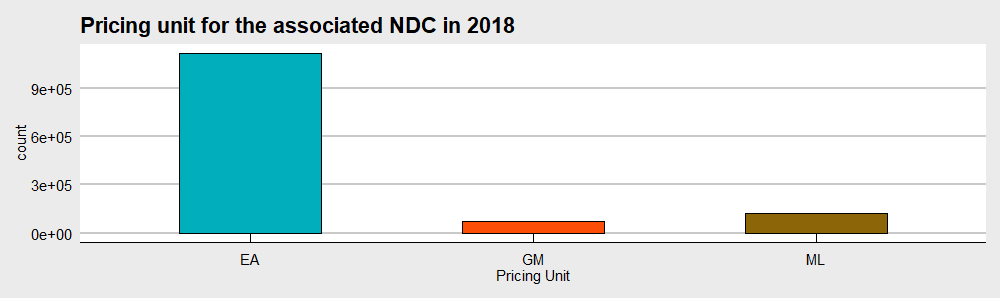 Pricing unit for the associated NDC in 2018
count
9e+05
6e+05
3e+05
0e+00
EA GM ML
Pricing Unit